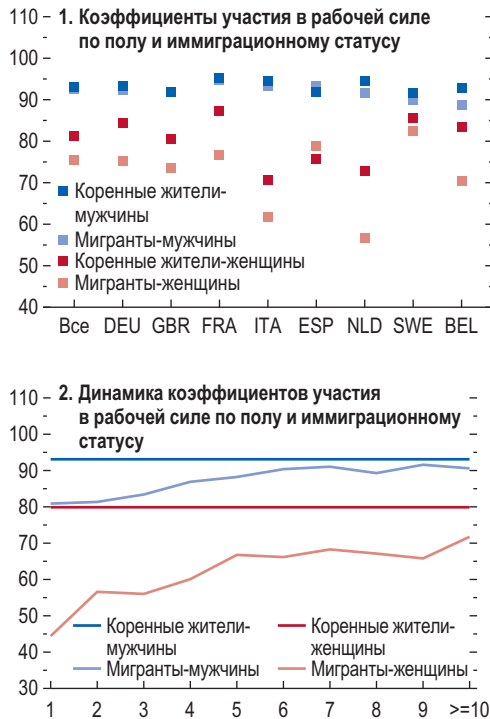 1. Коэффициенты участия в рабочей силе
по полу и иммиграционному статусу
110
100
90
80
70
60
50
40
Коренные жители-
мужчины
Мигранты-мужчины
Коренные жители-женщины
Мигранты-женщины
Все DEU GBR FRA ITA ESP NLD SWE BEL
2. Динамика коэффициентов участия
в рабочей силе по полу и иммиграционному
статусу
110
100
90
80
70
60
50
40
30
Коренные жители-
мужчины
Мигранты-мужчины
Коренные жители-
женщины
Мигранты-женщины
1 2 3 4 5 6 7 8 9 >=10